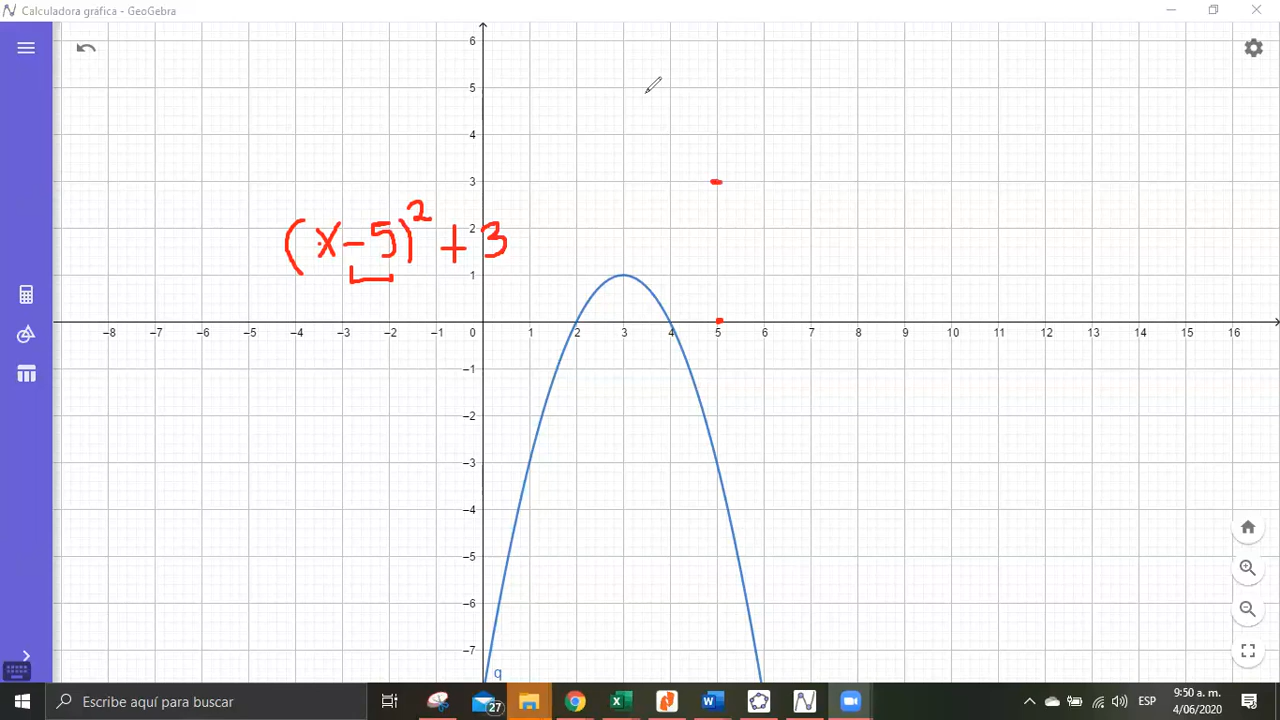 Calculadora gráfica - GeoGebra
6
5
4
3
2
(x-5)² + 3
1
-8 -7 -6 -5 -4 -3 -2 -1 0 1 2 3 4 5 6 7 8 9 10 11 12 13 14 15 16
-1
-2
-3
-4
-5
-6
-7
q
Escribe aquí para buscar
27
ESP
9:50 a. m.
4/06/2020